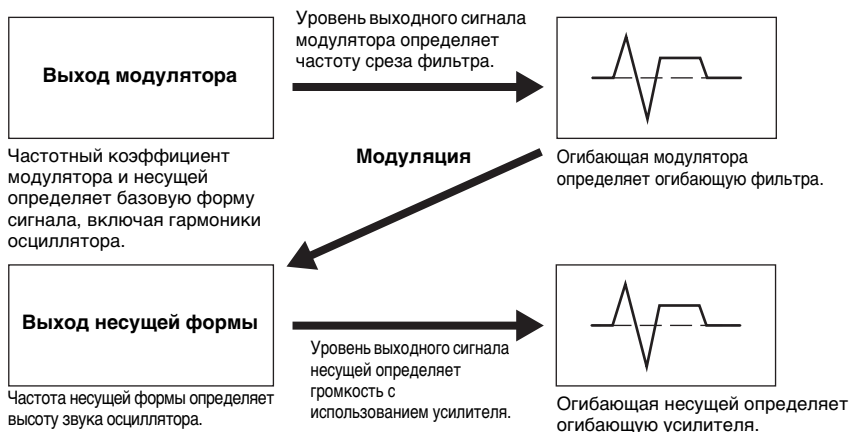 Уровень выходного сигнала
модулятора определяет
частоту среза фильтра.
Выход модулятора
Частотный коэффициент
модулятора и несущей
определяет базовую форму
сигнала, включая гармоники
осциллятора.
Модуляция
Огибающая модулятора
определяет огибающую фильтра.
Выход несущей формы
Частота несущей формы определяет
высоту звука осциллятора.
Уровень выходного сигнала
несущей определяет
громкость с
использованием усилителя.
Огибающая несущей определяет
огибающую усилителя.